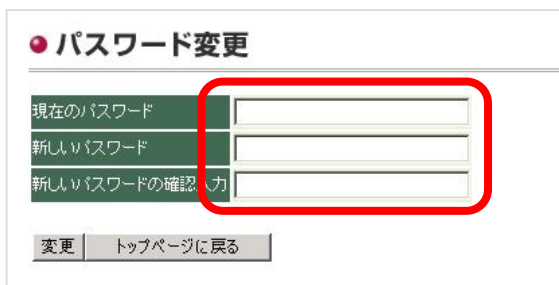 パスワード変更
現在のパスワード
新しいパスワード
新しいパスワードの確認入力
変更 トップページに戻る